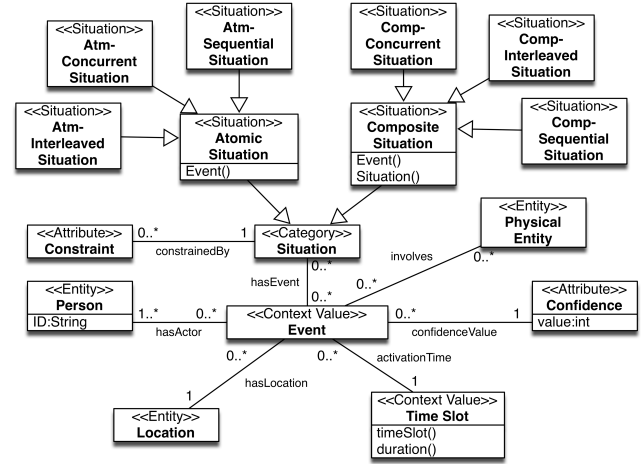 <<Situation>>
Atm-
Concurrent
Situation
<<Situation>>
Atm-
Sequential
Situation
<<Situation>>
Comp-
Concurrent
Situation
<<Situation>>
Comp-
Interleaved
Situation
<<Situation>>
Atm-
Interleaved
Situation
<<Situation>>
Atomic
Situation
Event()
<<Situation>>
Composite
Situation
Event()
Situation()
<<Situation>>
Comp-
Sequential
Situation
<<Attribute>>
Constraint
0..*
1
constrainedBy
<<Category>>
Situation
<<Entity>>
Physical
Entity
involves
0..*
0..*
0..*
hasEvent
0..*
<<Entity>>
Person
ID:String
1..*
0..*
hasActor
<<Context Value>>
Event
0..*
1
confidenceValue
<<Attribute>>
Confidence
value:int
0..*
hasLocation
1
0..*
activationTime
1
<<Entity>>
Location
<<Context Value>>
Time Slot
timeSlot()
duration()